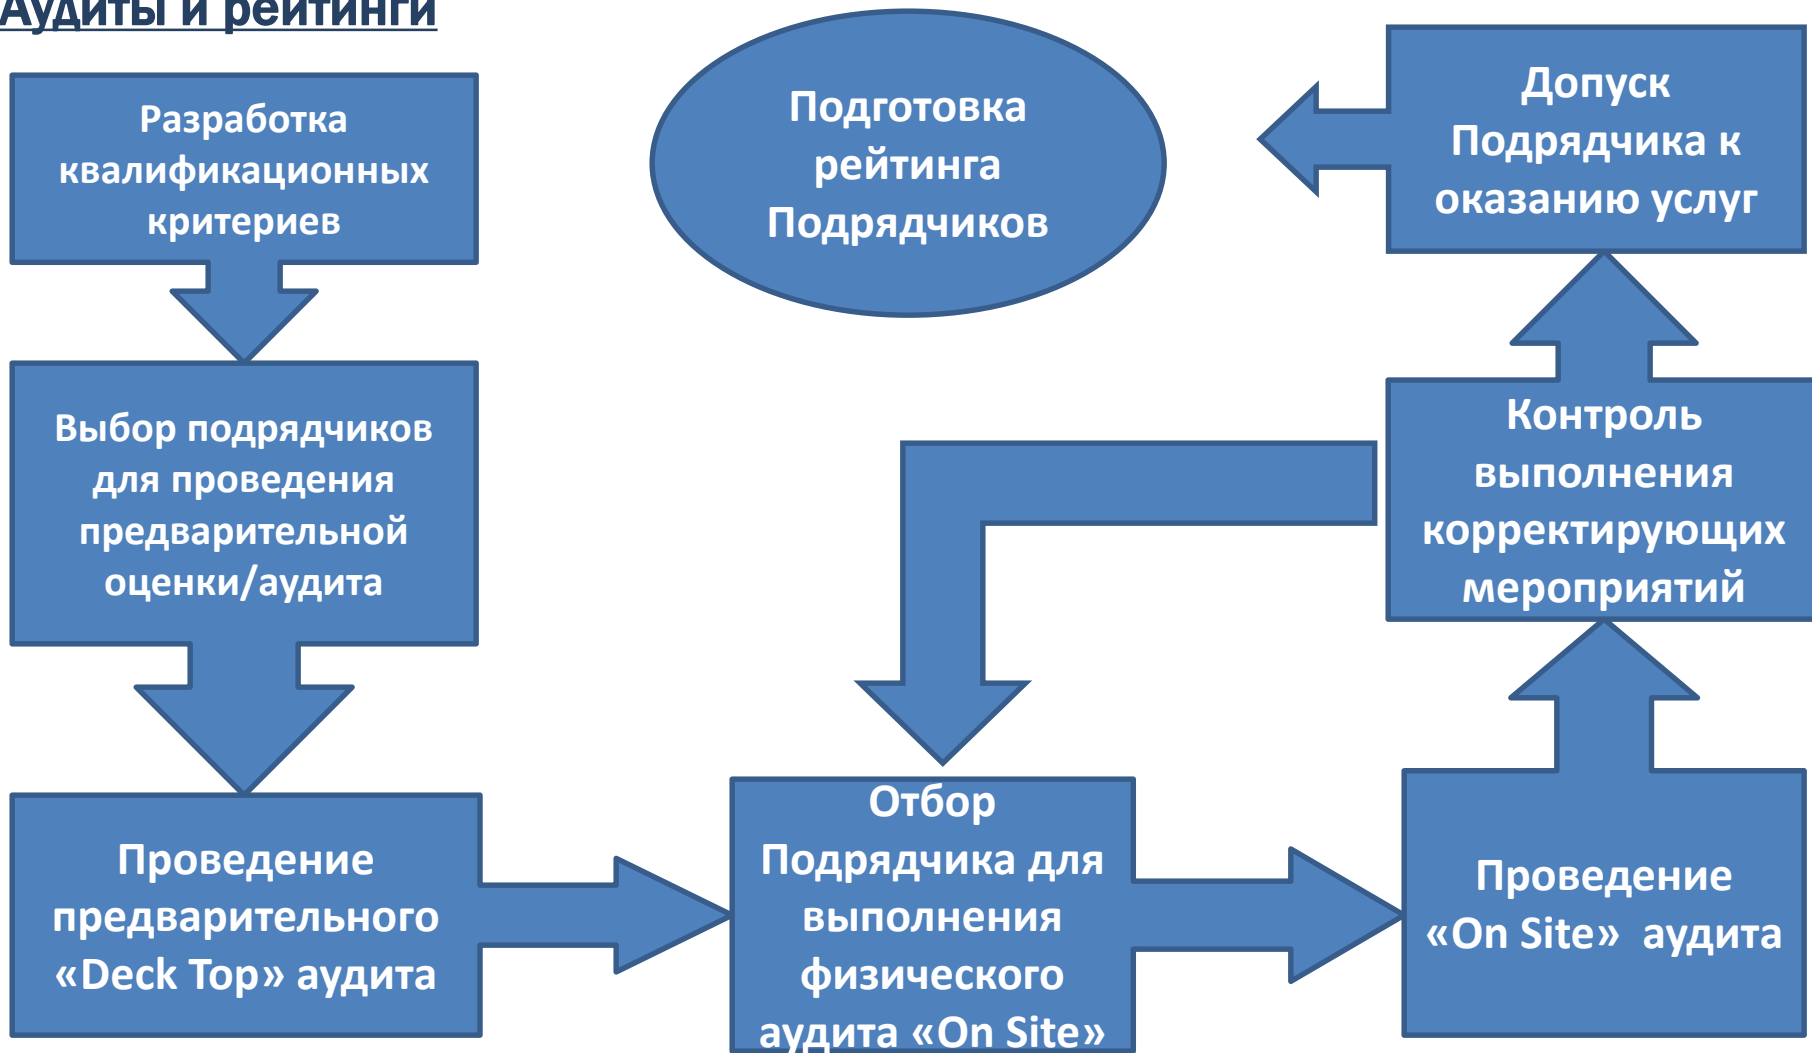 Аудиты и рейтинги
Разработка
квалификационных
критериев
Выбор подрядчиков
для проведения
предварительной
оценки/аудита
Проведение
предварительного
«Deck Top» аудита
Отбор
Подрядчика для
выполнения
физического
аудита «On Site»
Проведение
«On Site» аудита
Контроль
выполнения
корректирующих
мероприятий
Допуск
Подрядчика к
оказанию услуг
Подготовка
рейтинга
Подрядчиков